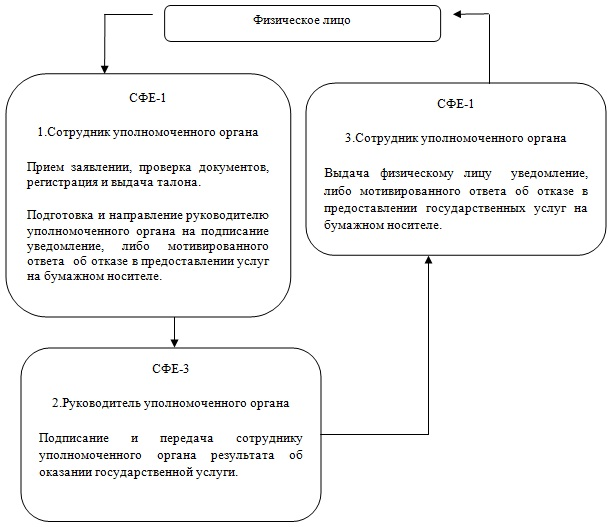 Физическое лицо
СФЕ-1
1.Сотрудник уполномоченного органа
Прием заявлении, проверка документов,
регистрация и выдача талона.
Подготовка и направление руководителю
уполномоченного органа на подписание
уведомление, либо мотивированного
ответа об отказе в предоставлении услуг
на бумажном носителе.
СФЕ-3
2.Руководитель уполномоченного органа
Подписание и передача сотруднику
уполномоченного органа результата об
оказании государственной услуги.
СФЕ-1
3.Сотрудник уполномоченного органа
Выдача физическому лицу уведомление,
либо мотивированного ответа об отказе в
предоставлении государственных услуг на
бумажном носителе.